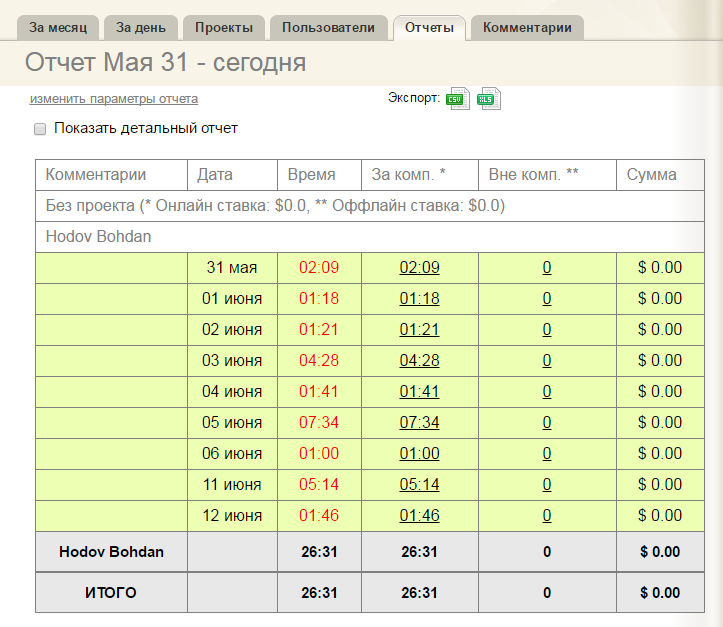 За месяц За день Проекты Пользователи Отчеты Комментарии
Отчет Мая 31 - сегодня
изменить параметры отчета Экспорт: CSV XLS
Показать детальный отчет
Комментарии Дата Время За комп. * Вне комп. ** Сумма
Без проекта (* Онлайн ставка: $0.0, ** Оффлайн ставка: $0.0)
Hodov Bohdan
31 мая 02:09 02:09 0 $ 0.00
01 июня 01:18 01:18 0 $ 0.00
02 июня 01:21 01:21 0 $ 0.00
03 июня 04:28 04:28 0 $ 0.00
04 июня 01:41 01:41 0 $ 0.00
05 июня 07:34 07:34 0 $ 0.00
06 июня 01:00 01:00 0 $ 0.00
11 июня 05:14 05:14 0 $ 0.00
12 июня 01:46 01:46 0 $ 0.00
Hodov Bohdan 26:31 26:31 0 $ 0.00
ИТОГО 26:31 26:31 0 $ 0.00